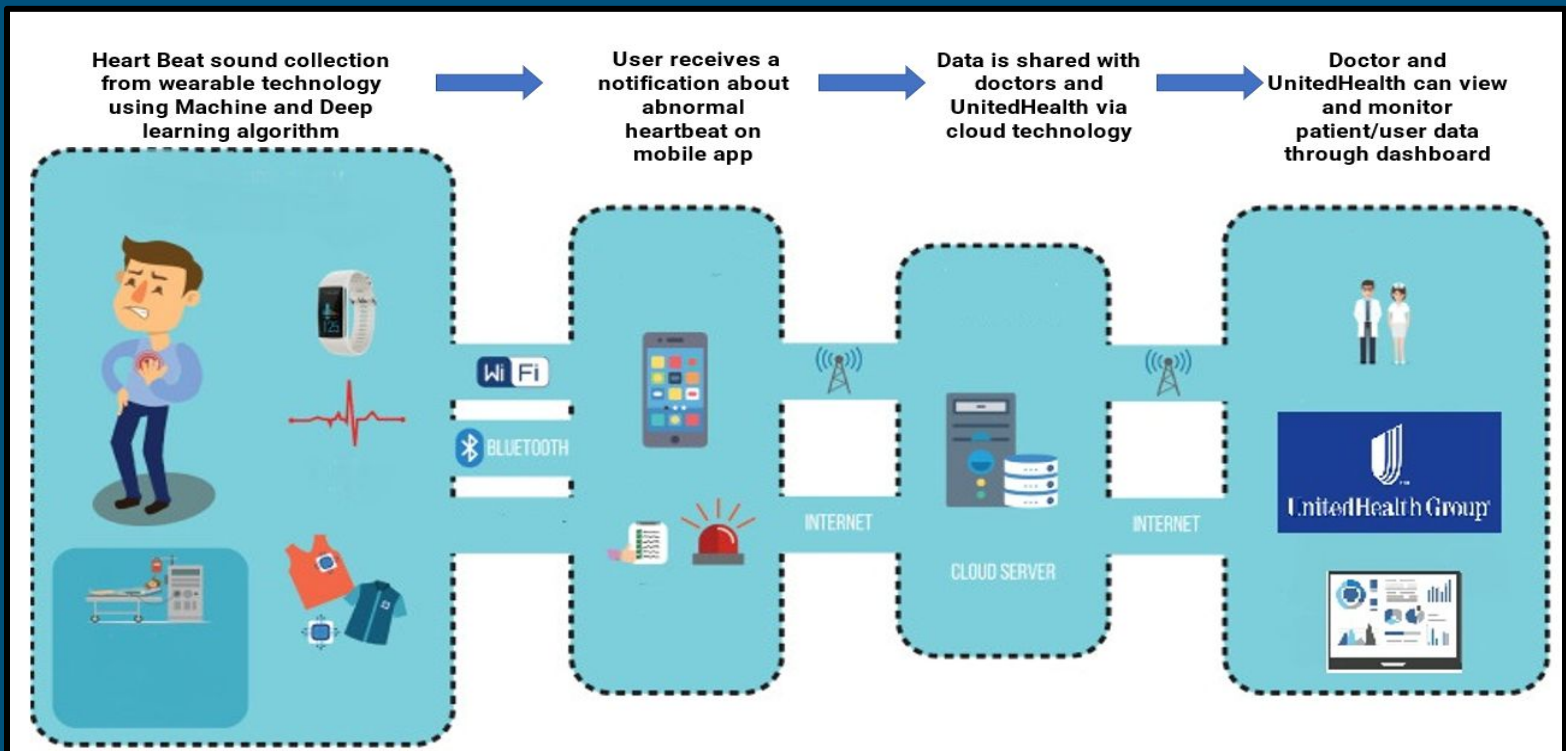 Heart Beat sound collection
from wearable technology
using Machine and Deep
learning algorithm
User receives a
notification about
abnormal
heartbeat on
mobile app
Data is shared with
doctors and
UnitedHealth via
cloud technology
Doctor and
UnitedHealth can view
and monitor
patient/user data
through dashboard
125
Wi Fi
BLUETOOTH
INTERNET
CLOUD SERVER
INTERNET
UnitedHealth Group